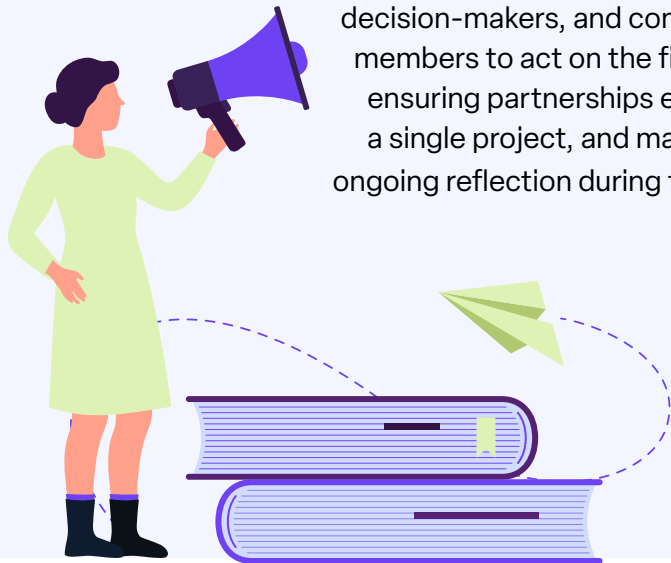 decision-makers, and
members to act on the
ensuring partnerships
a single project, and
ongoing reflection during